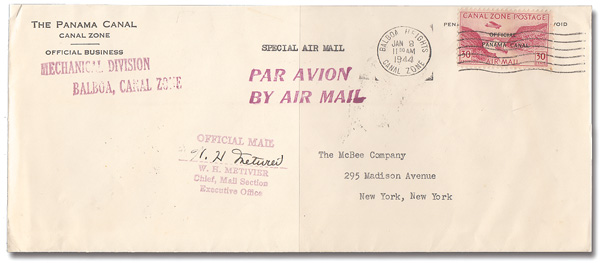 THE PANAMA CANAL
CANAL ZONE
OFFICIAL BUSINESS
MECHANICAL DIVISION
BALBOA, CANAL ZONE
SPECIAL AIR MAIL
PAR AVION
BY AIR MAIL
BALBOA HEIGHTS
JAN 8
11 AM
1944
CANAL ZONE
PEN
OID
CANAL ZONE POSTAGE
OFFICIAL
PANAMA CANAL
30 30
AIR MAIL
OFFICIAL MAIL
W. H. Metivier
W. H. METIVIER
Chief, Mail Section
Executive Office
The McBee Company
295 Madison Avenue
New York, New York